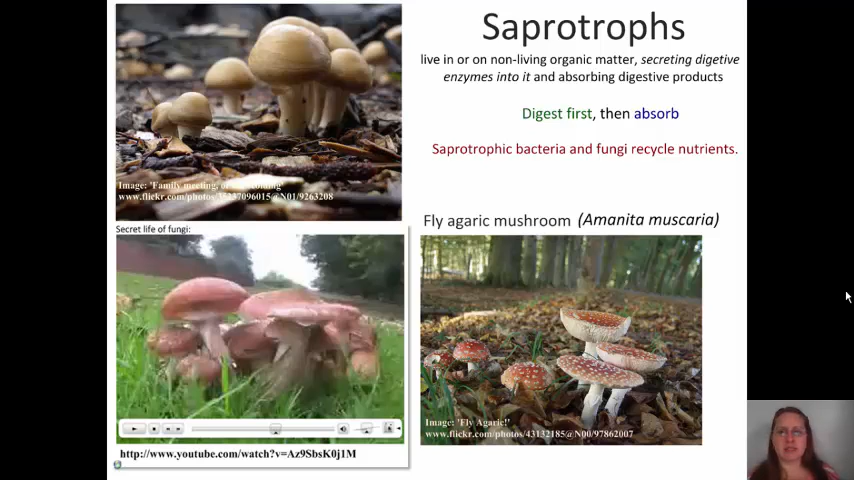 Saprotrophs
live in or on non-living organic matter, secreting digetive
enzymes into it and absorbing digestive products
Digest first, then absorb
Saprotrophic bacteria and fungi recycle nutrients.
Image: 'Family meeting,
www.flickr.com/photos/
Secret life of fungi:
Fly agaric mushroom (Amanita muscaria)
Image: 'Fly Agaric!'
www.flickr.com/photos/43132185@N00/97862007
http://www.youtube.com/watch?v=Az9SbsK0j1M